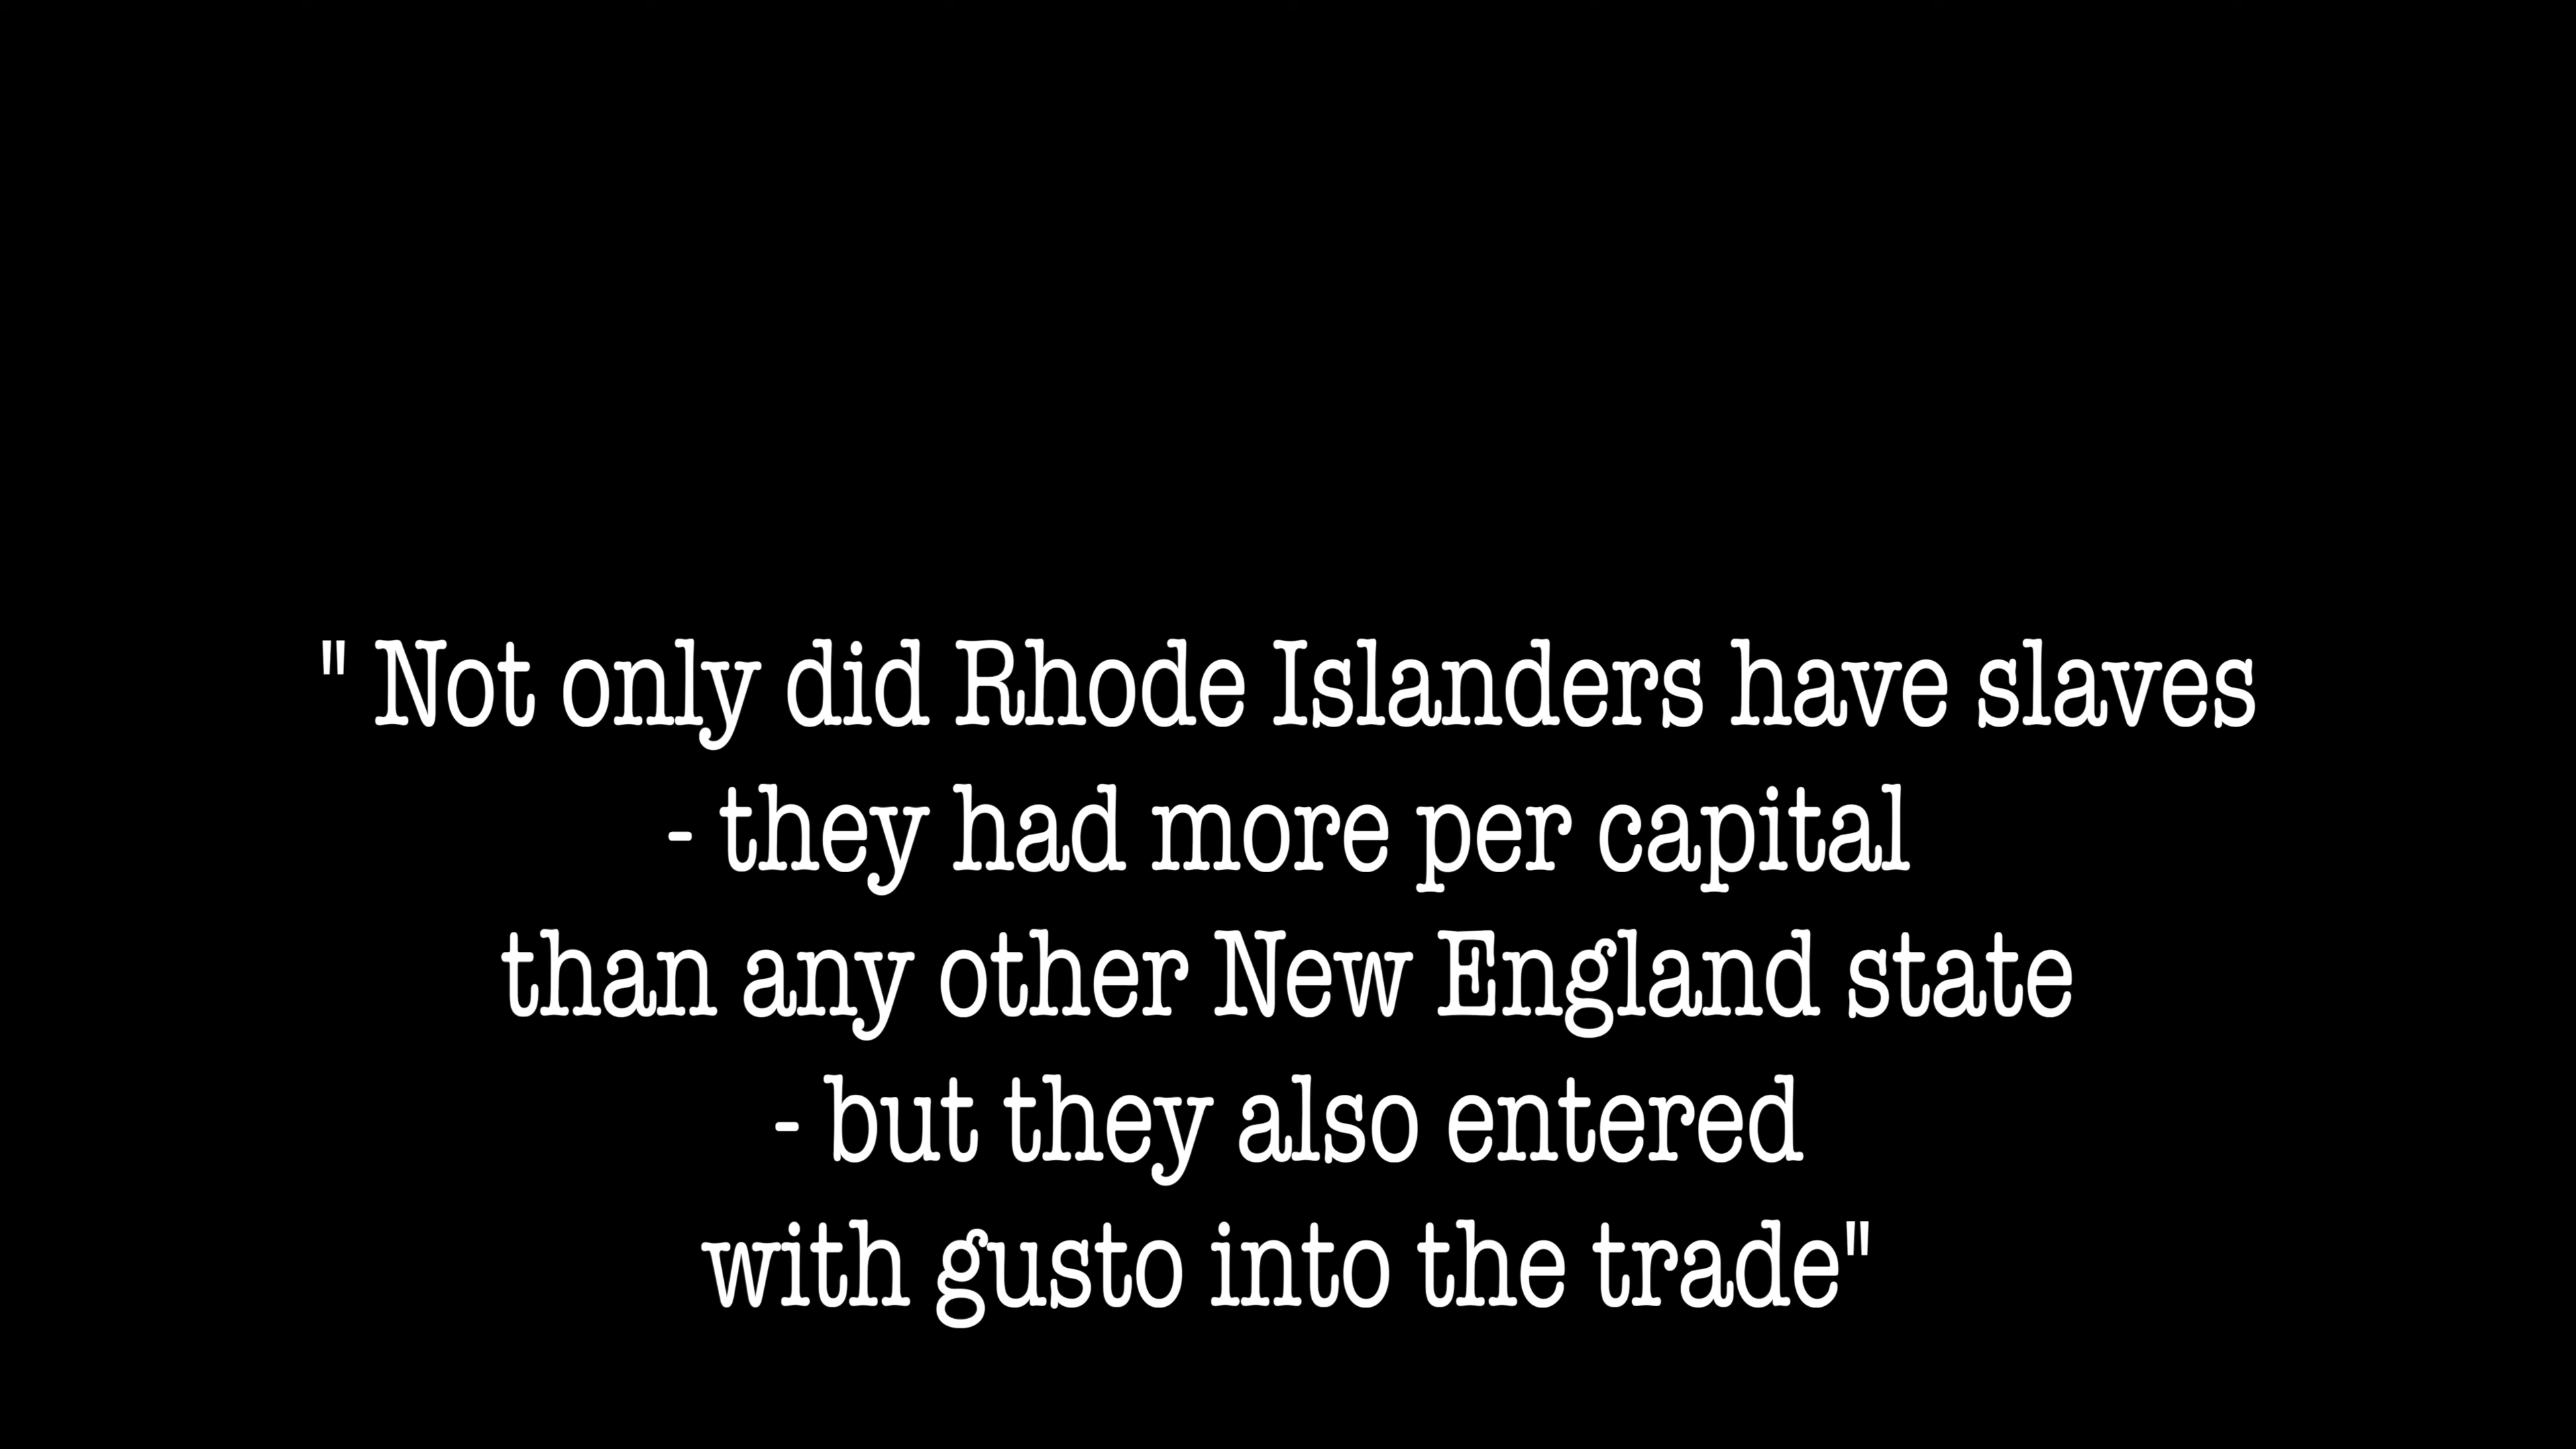 " Not only did Rhode Islanders have slaves
- they had more per capital
than any other New England state
- but they also entered
with gusto into the trade"